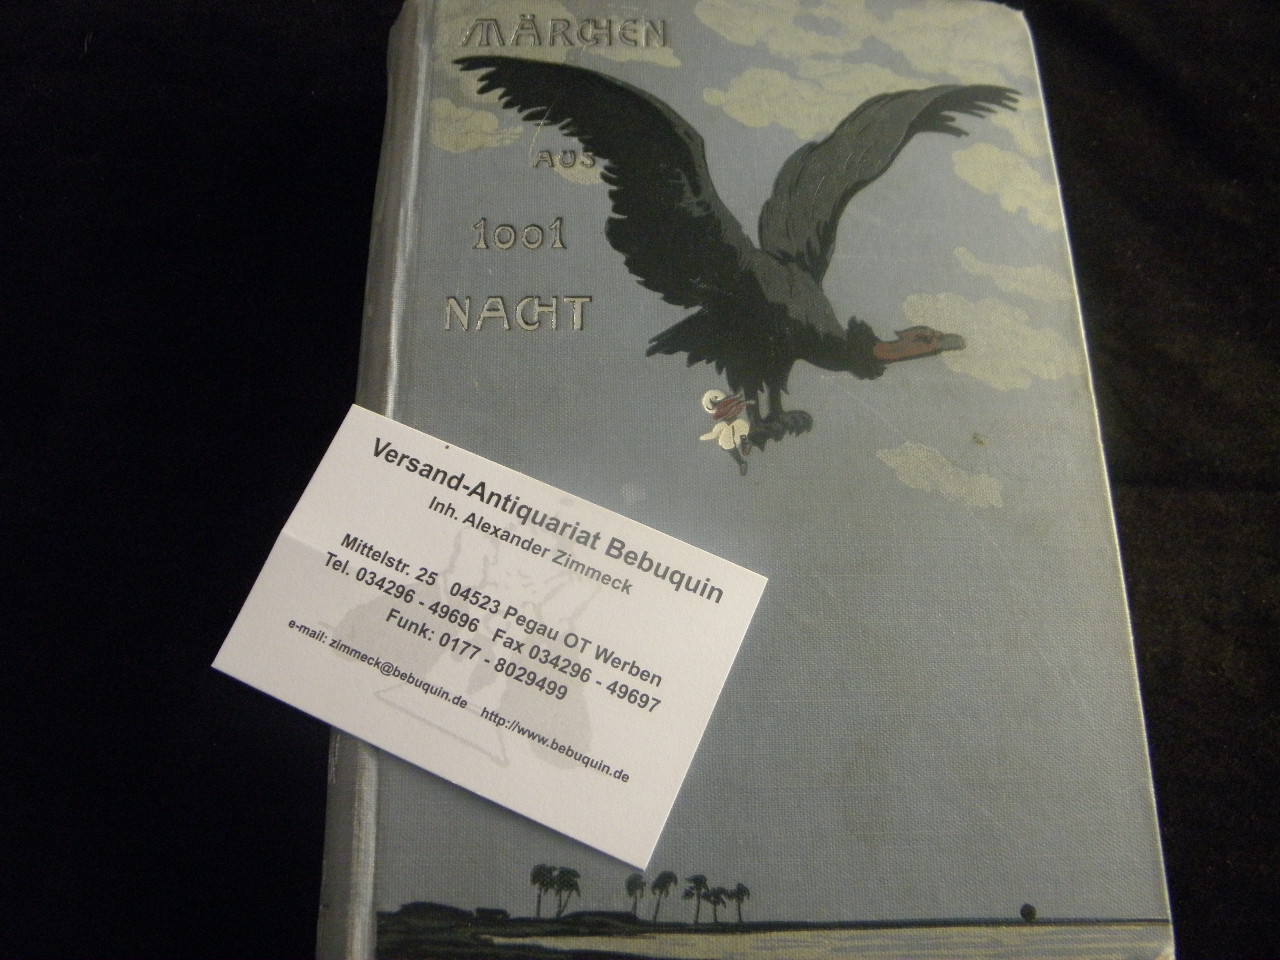 MÄRCHEN
AUS
1001
NACHT
Versand-Antiquariat Bebuquin
Inh. Alexander Zimmeck
Mittelstr. 25 04523 Pegau OT Werben
Tel. 034296 - 49696 Fax 034296 - 49697
Funk: 0177 - 8029499
e-mail: zimmeck@bebuquin.de http://www.bebuquin.de